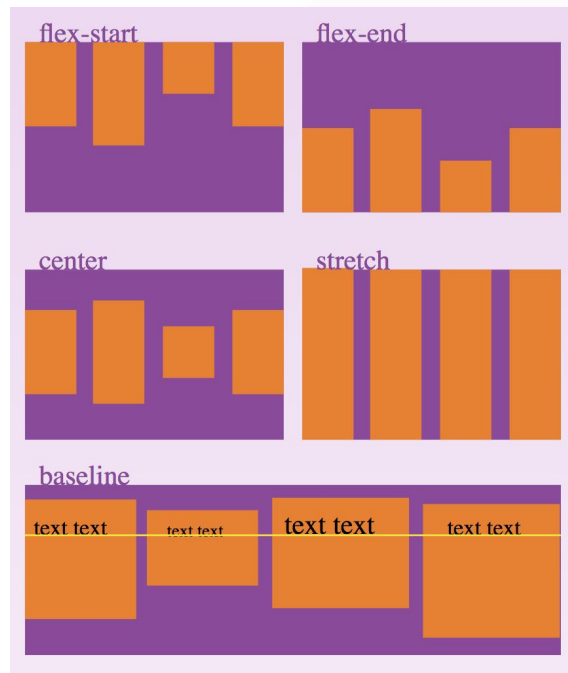 flex-start
flex-end
center
stretch
baseline
text text
text text
text text
text text